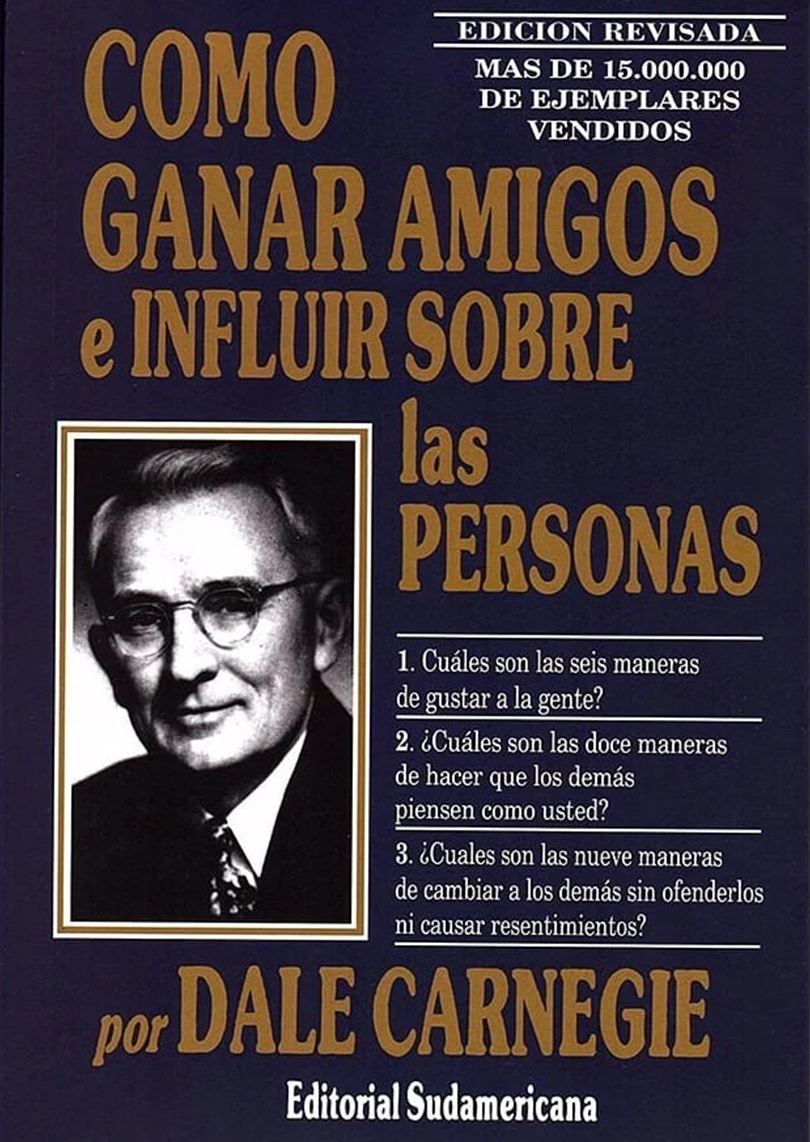 EDICION REVISADA
MAS DE 15.000.000
DE EJEMPLARES
VENDIDOS
COMO
GANAR AMIGOS
e INFLUIR SOBRE
las
PERSONAS
1. Cuáles son las seis maneras
de gustar a la gente?
2. ¿Cuáles son las doce maneras
de hacer que los demás
piensen como usted?
3. ¿Cuales son las nueve maneras
de cambiar a los demás sin ofenderlos
ni causar resentimientos?
por DALE CARNEGIE
Editorial Sudamericana